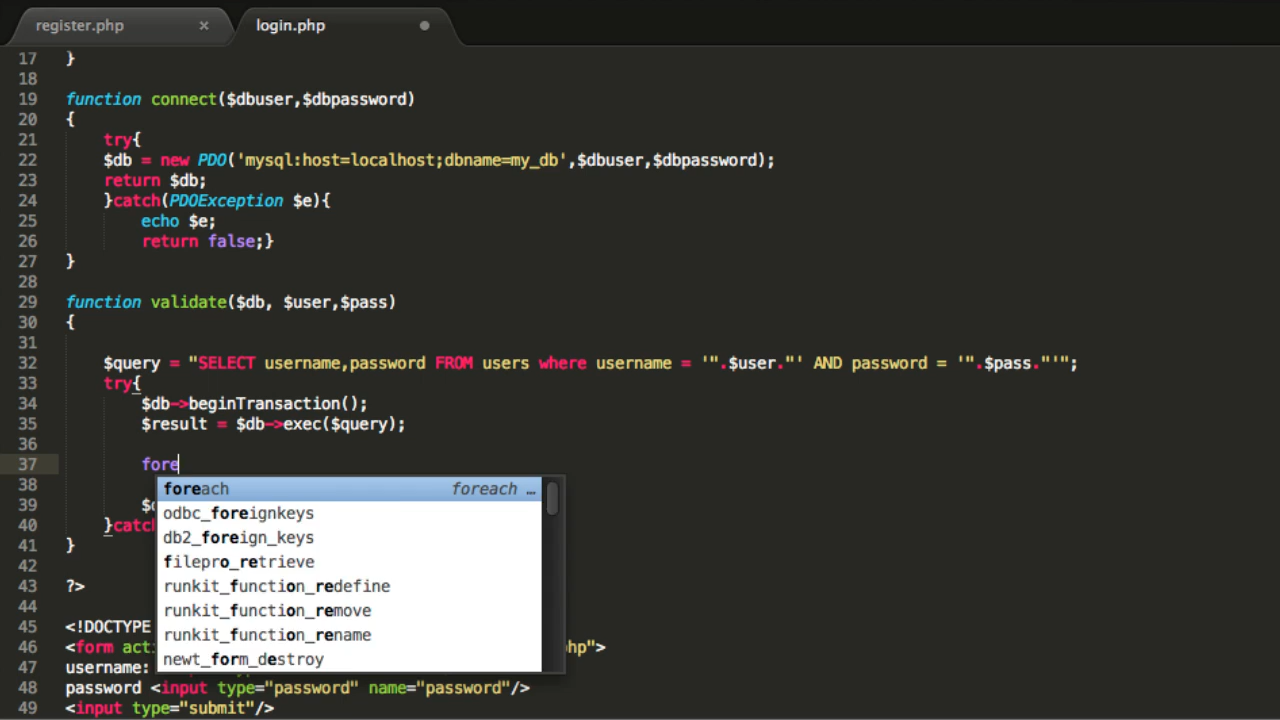 register.php × login.php
17 }
18
19 function connect($dbuser,$dbpassword)
20 {
21 try{
22 $db = new PDO('mysql:host=localhost;dbname=my_db',$dbuser,$dbpassword);
23 return $db;
24 }catch(PDOException $e){
25 echo $e;
26 return false;}
27 }
28
29 function validate($db, $user,$pass)
30 {
31
32 $query = "SELECT username,password FROM users where username = '".$user."' AND password = '".$pass."'";
33 try{
34 $db->beginTransaction();
35 $result = $db->exec($query);
36
37 fore
38
foreach foreach …
odbc_foreignkeys
db2_foreign_keys
filepro_retrieve
runkit_function_redefine
runkit_function_remove
runkit_function_rename
newt_form_destroy
39
40 }catch
41 }
42
43 ?>
44
45 <!DOCTYPE
46 <form hp">
47 username:
48 password <input type="password" name="password"/>
49 <input type="submit"/>